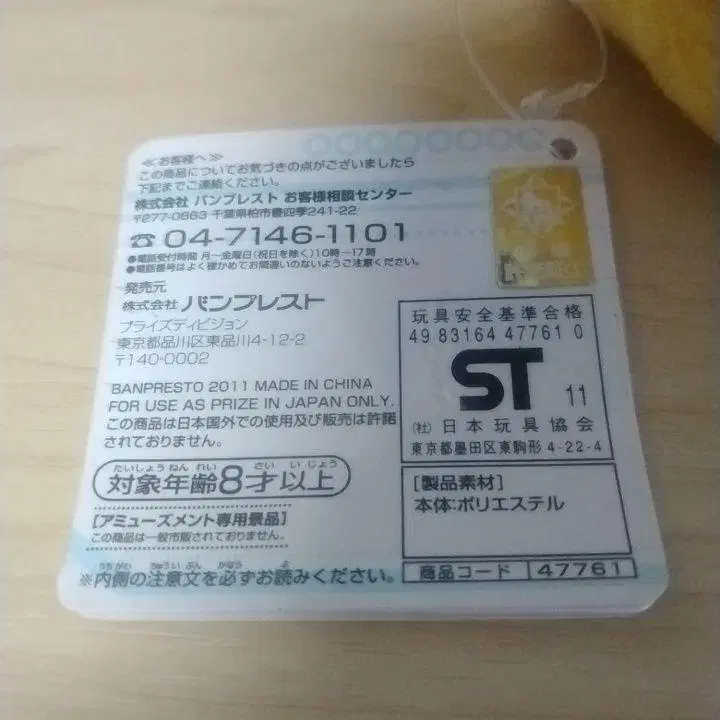 ≪お客様へ≫
この商品についてお気づきの点がございましたら
下記までご連絡ください。
株式会社 バンプレスト お客様相談センター
〒277-0863 千葉県柏市豊四季241-22
☎04-7146-1101
●電話受付時間 月〜金曜日(祝日を除く)10時〜17時
●電話番号はよく確かめてお間違いのないようご注意ください。
発売元
株式会社 バンプレスト
プライズディビジョン
東京都品川区東品川4-12-2
〒140-0002
BANPRESTO 2011 MADE IN CHINA
FOR USE AS PRIZE IN JAPAN ONLY.
この商品は日本国外での使用及び販売は許諾
されておりません。
たいしょうねんれい さい いじょう
対象年齢8才以上
[アミューズメント専用景品]
この商品は一般市販されておりません。
うちがわ ちゅうい ぶん かなら よ
※内側の注意文を必ずお読みください。
玩具安全基準合格
49 83164 47761 0
ST 11
(社)日本玩具協会
東京都墨田区東駒形 4-22-4
[製品素材]
本体:ポリエステル
商品コード 47761